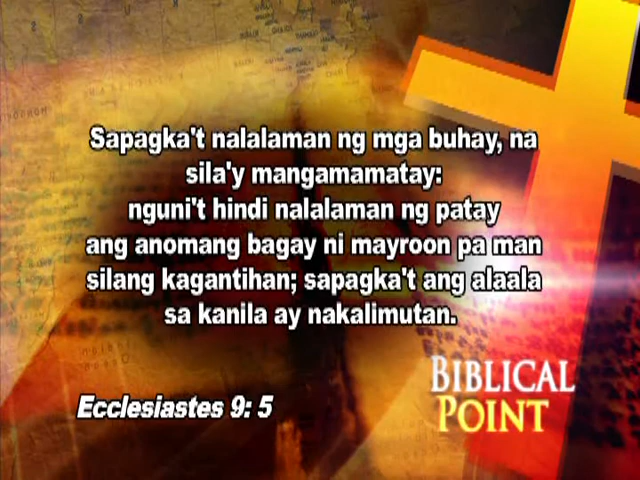 Sapagka't nalalaman ng mga buhay, na
sila'y mangamamatay:
nguni't hindi nalalaman ng patay
ang anomang bagay ni mayroon pa man
silang kagantihan; sapagka't ang alaala
sa kanila ay nakalimutan.
Ecclesiastes 9: 5
BIBLICAL
POINT